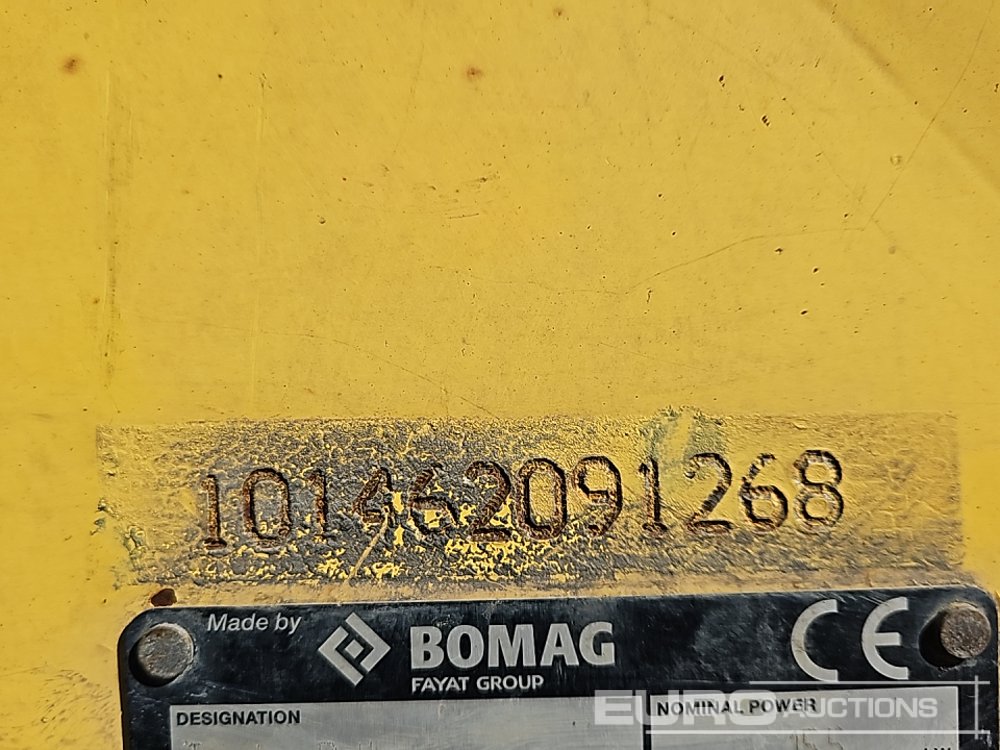 101462091268
Made by BOMAG
FAYAT GROUP
CE
DESIGNATION
NOMINAL POWER
EURO AUCTIONS